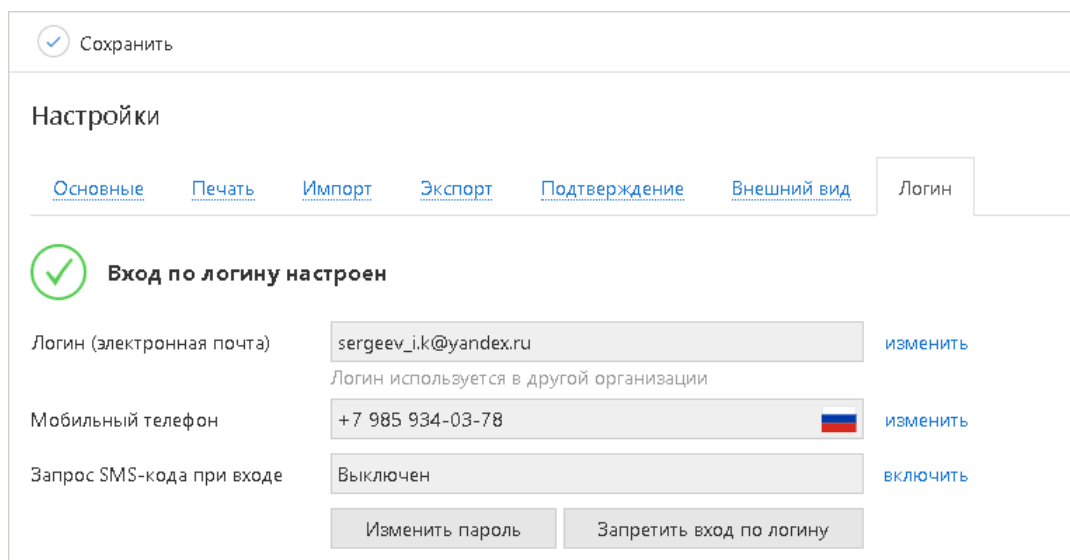 Сохранить
Настройки
Основные Печать Импорт Экспорт Подтверждение Внешний вид Логин
Вход по логину настроен
Логин (электронная почта) sergeev_i.k@yandex.ru изменить
Логин используется в другой организации
Мобильный телефон +7 985 934-03-78 изменить
Запрос SMS-кода при входе Выключен включить
Изменить пароль Запретить вход по логину